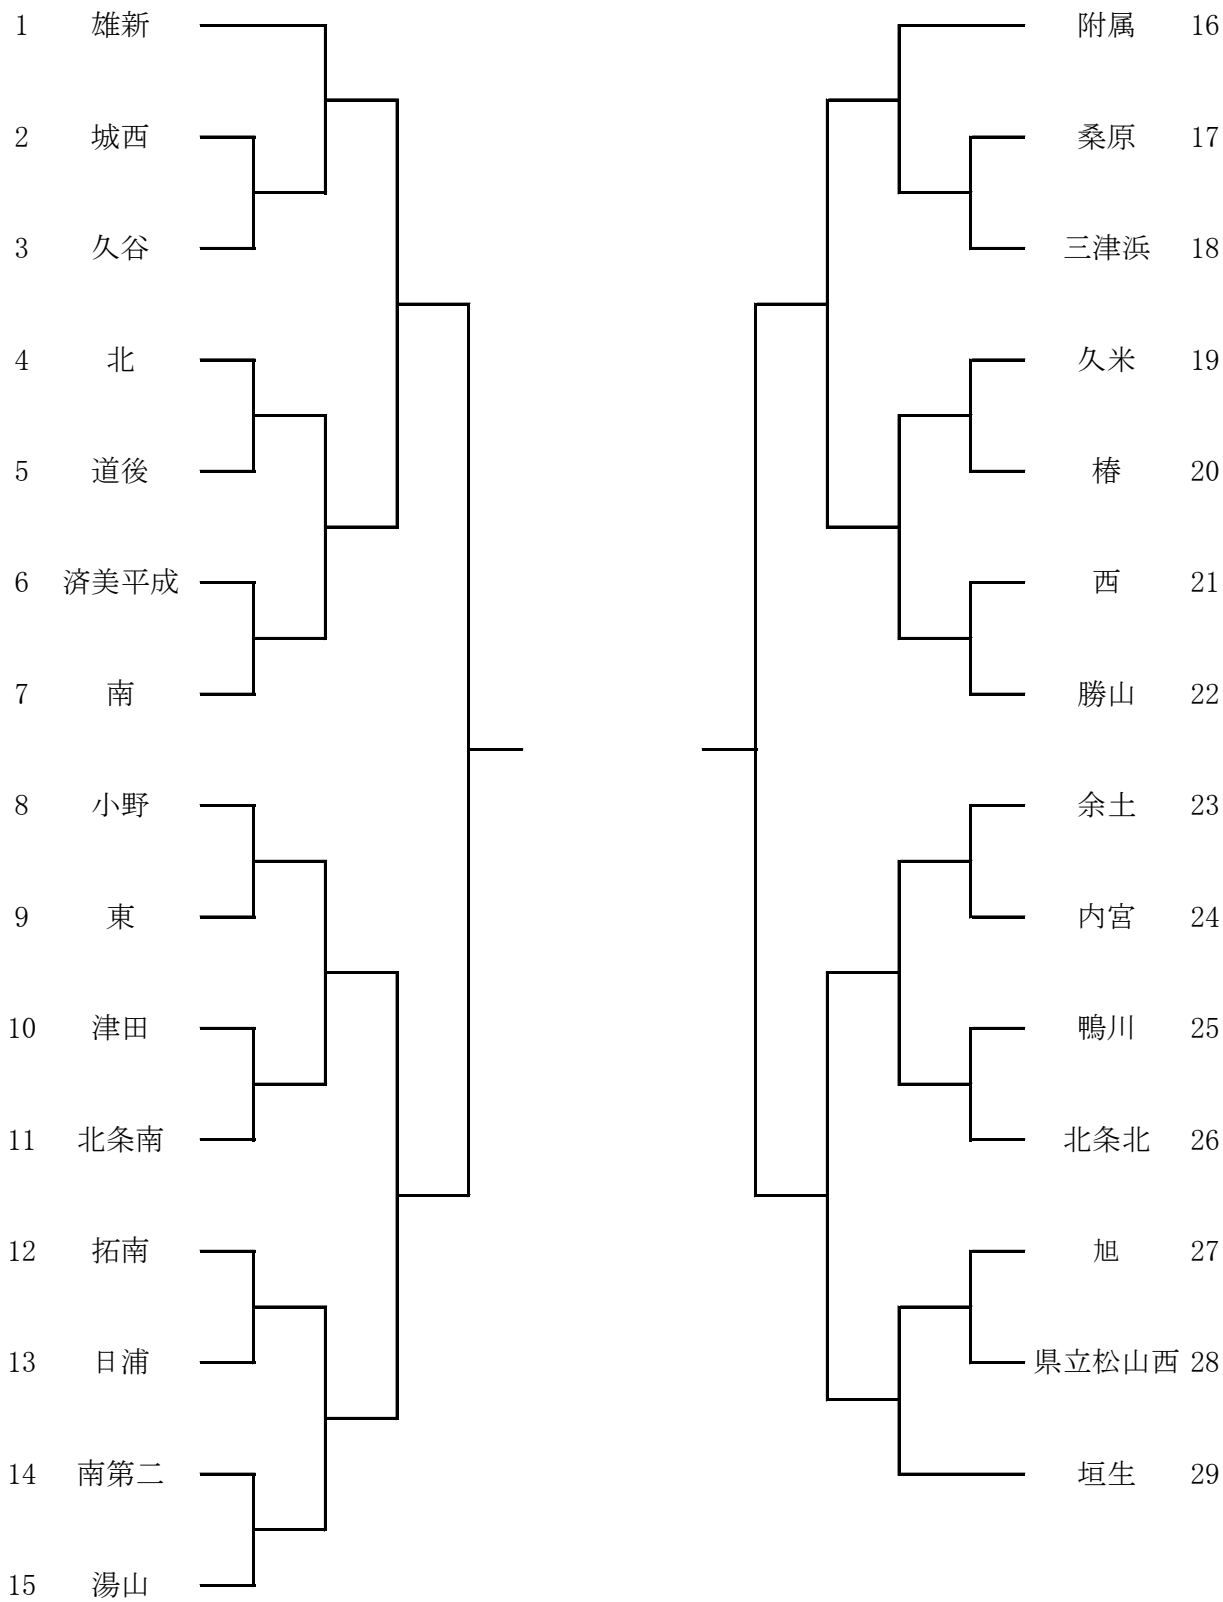 1 雄新
2 城西
3 久谷
4 北
5 道後
6 済美平成
7 南
8 小野
9 東
10 津田
11 北条南
12 拓南
13 日浦
14 南第二
15 湯山
附属 16
桑原 17
三津浜 18
久米 19
椿 20
西 21
勝山 22
余土 23
内宮 24
鴨川 25
北条北 26
旭 27
県立松山西 28
垣生 29